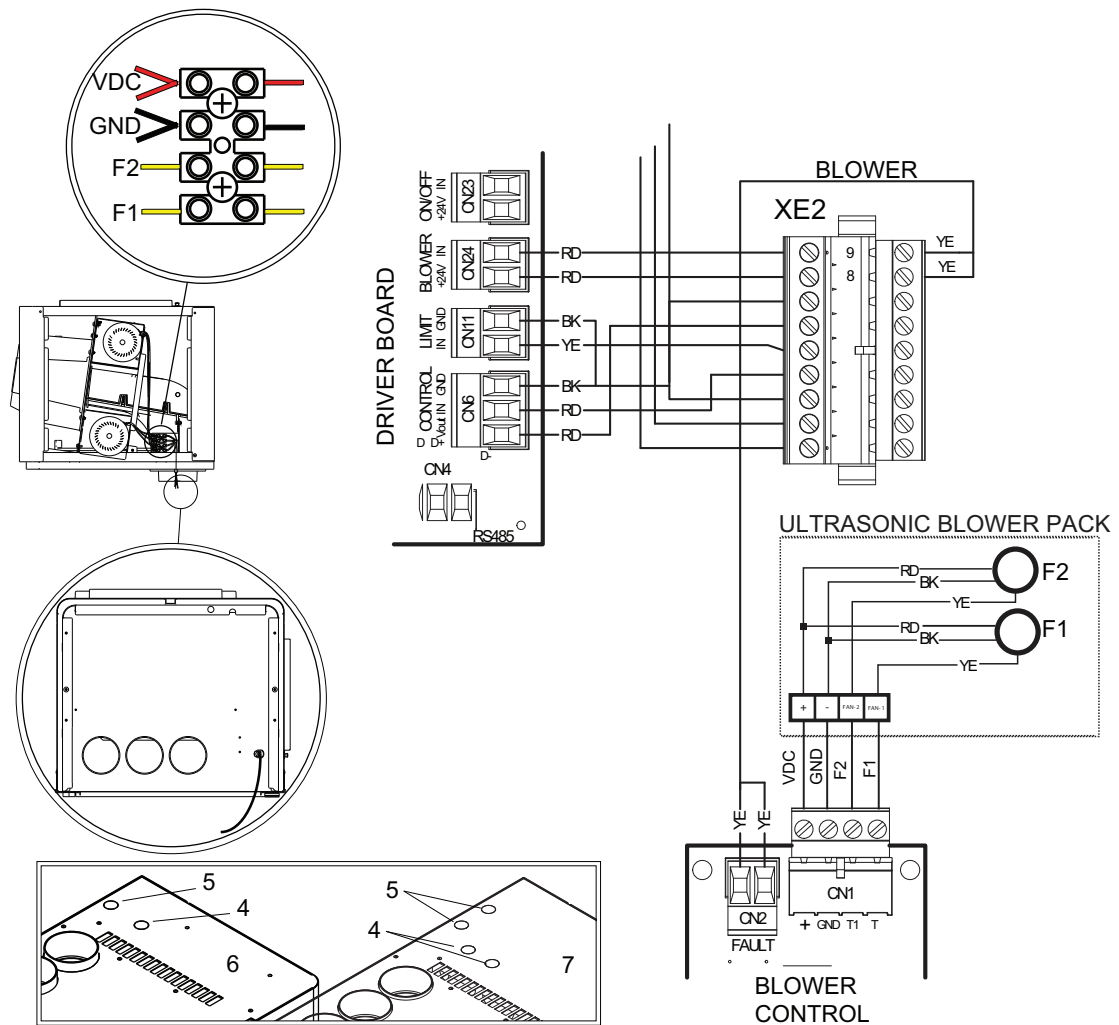 VDC
GND
F2
F1
DRIVER BOARD
ON/OFF
+24V IN
CN23
BLOWER
+24V IN
CN24
LIMIT
IN GND
CN11
CONTROL
Vout IN GND
D D+
CN6
D-
CN4
RS485
RD
RD
BK
YE
BK
RD
RD
BLOWER
XE2
9
8
YE
YE
ULTRASONIC BLOWER PACK
RD
BK
F2
YE
RD
BK
F1
YE
+ - FAN-2 FAN-1
VDC
GND
F2
F1
YE
YE
CN2
FAULT
CN1
+ GND T1 T
BLOWER
CONTROL
5
4
6
5
4
7